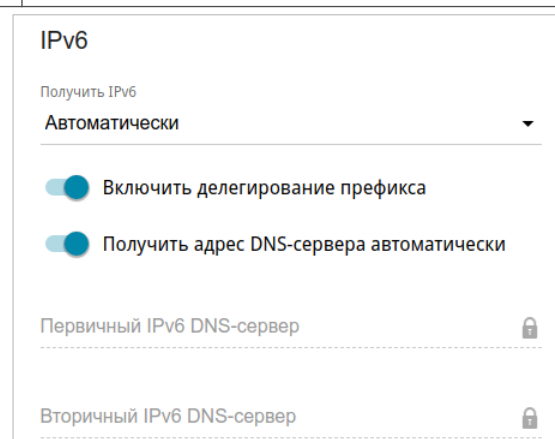 IPv6
Получить IPv6
Автоматически
Включить делегирование префикса
Получить адрес DNS-сервера автоматически
Первичный IPv6 DNS-сервер
Вторичный IPv6 DNS-сервер